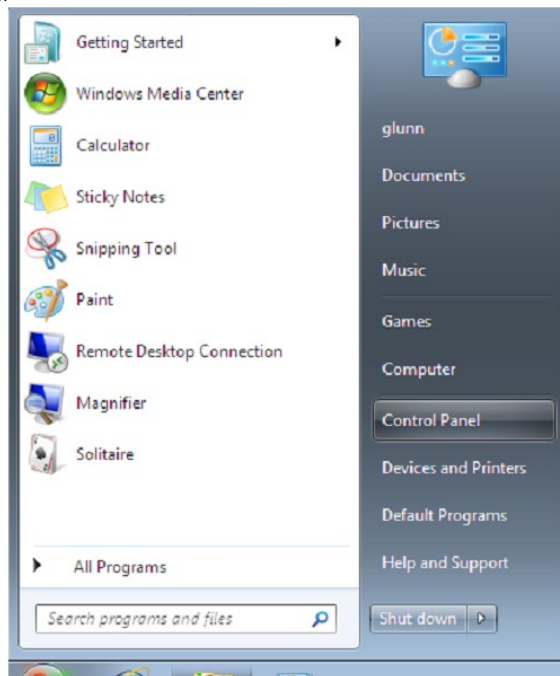 Getting Started
Windows Media Center
Calculator
Sticky Notes
Snipping Tool
Paint
Remote Desktop Connection
Magnifier
Solitaire
All Programs
Search programs and files
glunn
Documents
Pictures
Music
Games
Computer
Control Panel
Devices and Printers
Default Programs
Help and Support
Shut down